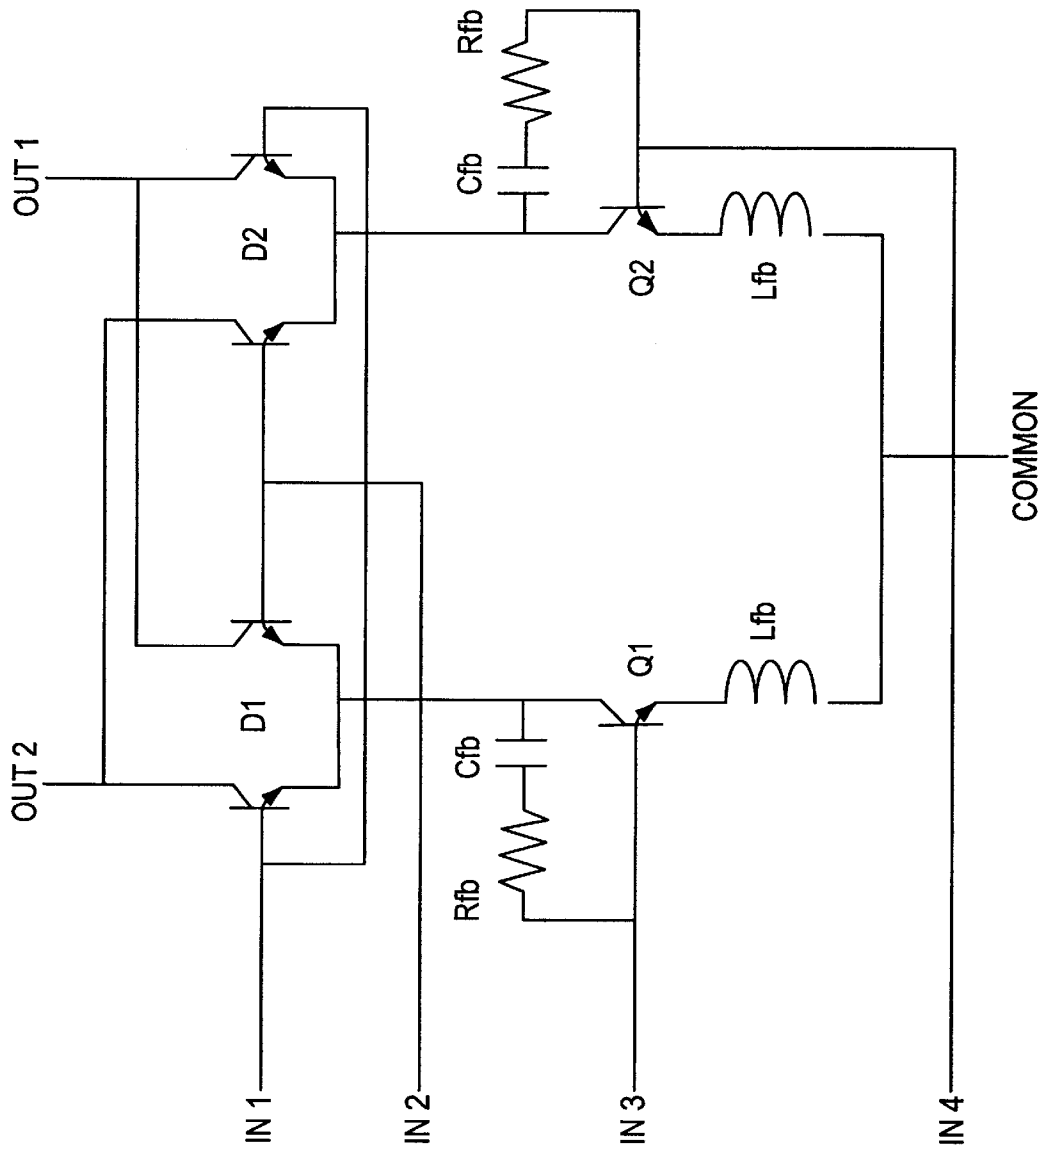 OUT 1
OUT 2
D1
D2
Rfb
Cfb
Cfb
Rfb
Q1
Q2
Lfb
Lfb
IN 1
IN 2
IN 3
IN 4
COMMON